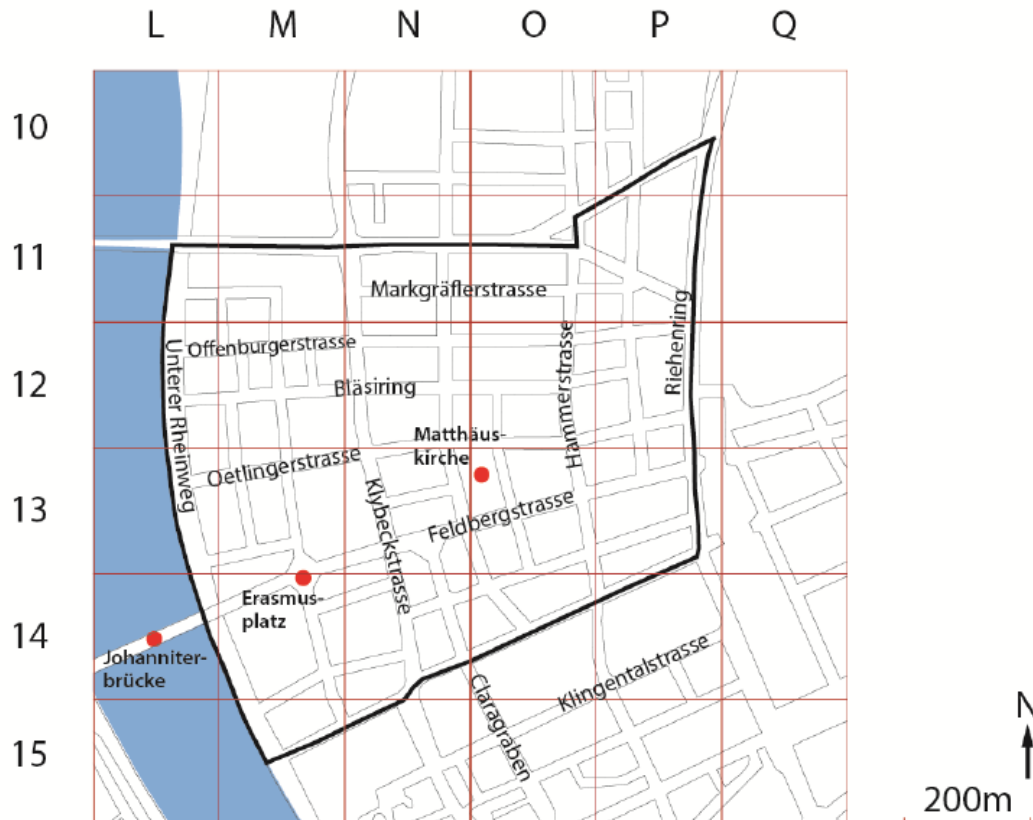 L M N O P Q
10
11
Markgräflerstrasse
Riehenring
Offenburgerstrasse
Unterer Rheinweg
Hammerstrasse
12
Bläsiring
Matthäus-
kirche
Oetlingerstrasse
Klybeckstrasse
13
Feldbergstrasse
Erasmus-
platz
14
Johanniter-
brücke
Klingentalstrasse
Claragraben
15
N
200m